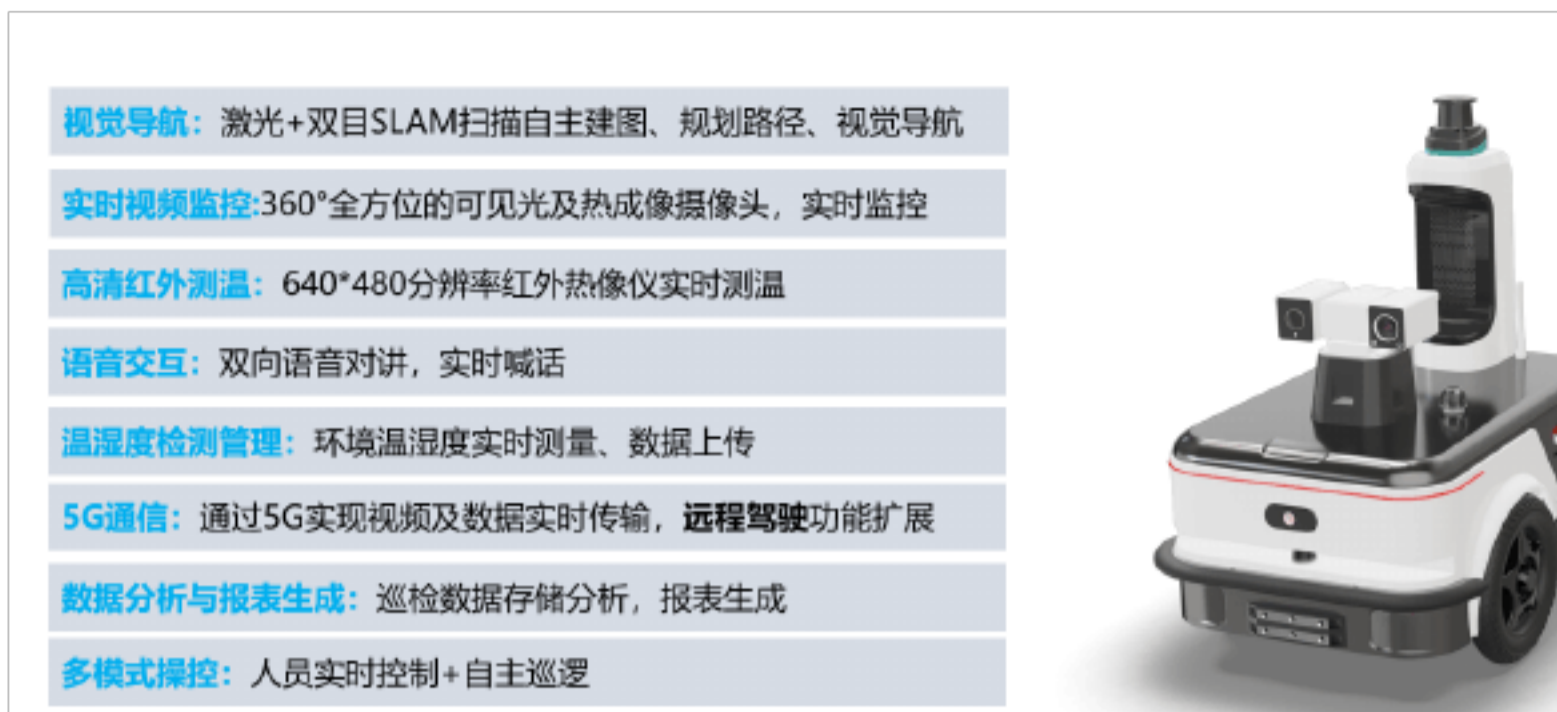 视觉导航：激光+双目SLAM扫描自主建图、规划路径、视觉导航
实时视频监控:360°全方位的可见光及热成像摄像头，实时监控
高清红外测温：640*480分辨率红外热像仪实时测温
语音交互：双向语音对讲，实时喊话
温湿度检测管理：环境温湿度实时测量、数据上传
5G通信：通过5G实现视频及数据实时传输，远程驾驶功能扩展
数据分析与报表生成：巡检数据存储分析，报表生成
多模式操控：人员实时控制+自主巡逻